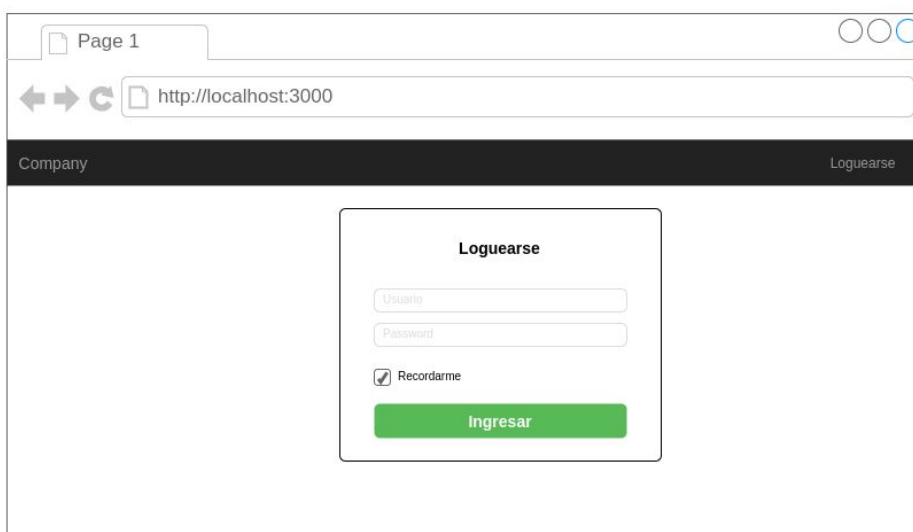 Page 1
http://localhost:3000
Company Loguearse
Loguearse
Usuario
Password
Recordarme
Ingresar